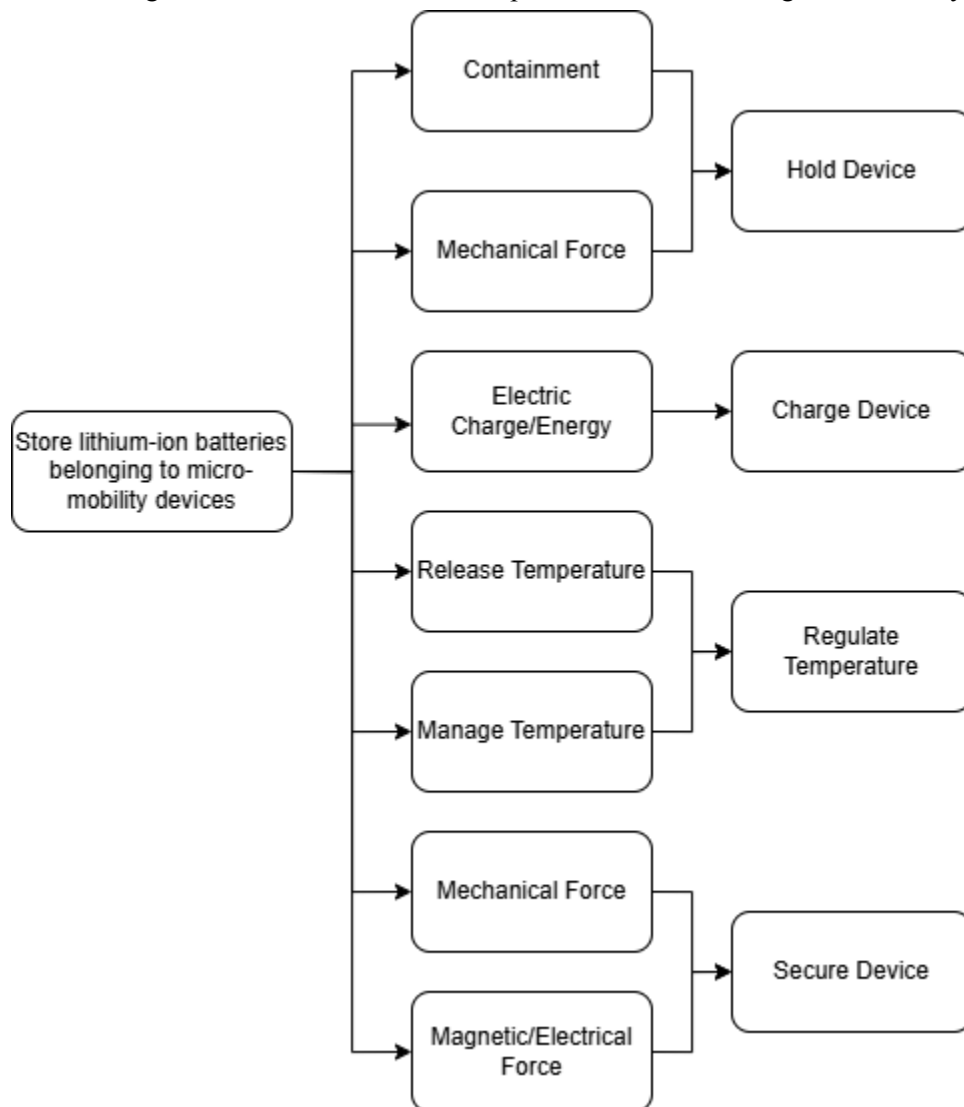 Containment
Hold Device
Mechanical Force
Electric
Charge/Energy
Charge Device
Store lithium-ion batteries
belonging to micro-
mobility devices
Release Temperature
Regulate
Temperature
Manage Temperature
Mechanical Force
Secure Device
Magnetic/Electrical
Force